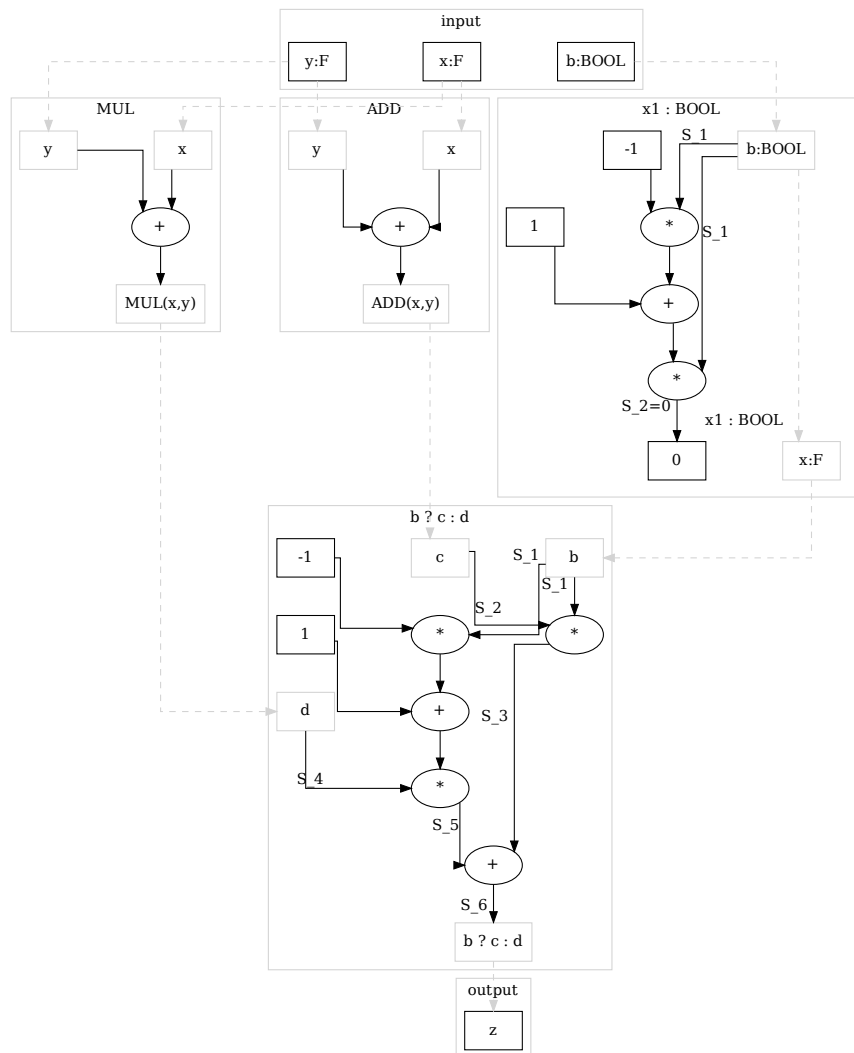 input
y:F x:F b:BOOL
MUL ADD x1 : BOOL
y x y x -1 S_1 b:BOOL
+ + 1 * S_1
MUL(x,y) ADD(x,y) +
*
S_2=0
x1 : BOOL
0 x:F
b ? c : d
-1 c S_1 b
S_1
S_2
1 * *
d + S_3
S_4 *
S_5
+
S_6
b ? c : d
output
z